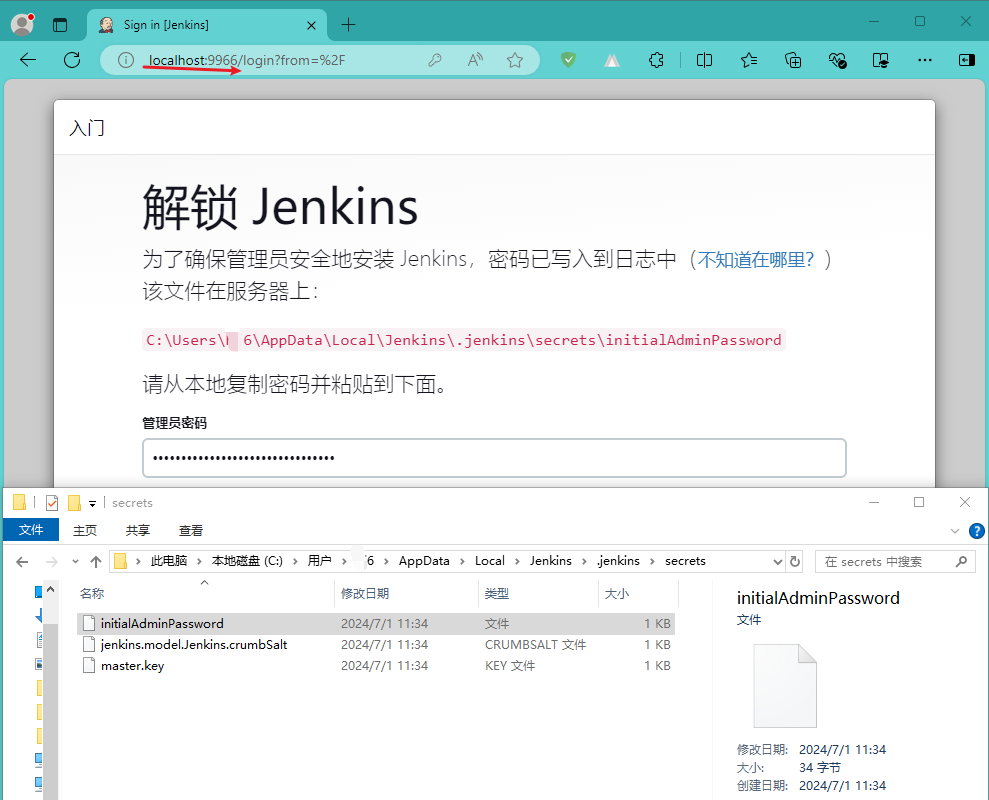 Sign in [Jenkins]
localhost:9966/login?from=%2F
入门
解锁 Jenkins
为了确保管理员安全地安装 Jenkins，密码已写入到日志中（不知道在哪里？）
该文件在服务器上：
C:\Users\ 6\AppData\Local\Jenkins\.jenkins\secrets\initialAdminPassword
请从本地复制密码并粘贴到下面。
管理员密码
••••••••••••••••••••••••••••••••
secrets
文件 主页 共享 查看
此电脑 › 本地磁盘 (C:) › 用户 › 6 › AppData › Local › Jenkins › .jenkins › secrets
在 secrets 中搜索
名称 修改日期 类型 大小
initialAdminPassword 2024/7/1 11:34 文件 1 KB
jenkins.model.Jenkins.crumbSalt 2024/7/1 11:34 CRUMBSALT 文件 1 KB
master.key 2024/7/1 11:34 KEY 文件 1 KB
initialAdminPassword
文件
修改日期: 2024/7/1 11:34
大小: 34 字节
创建日期: 2024/7/1 11:34